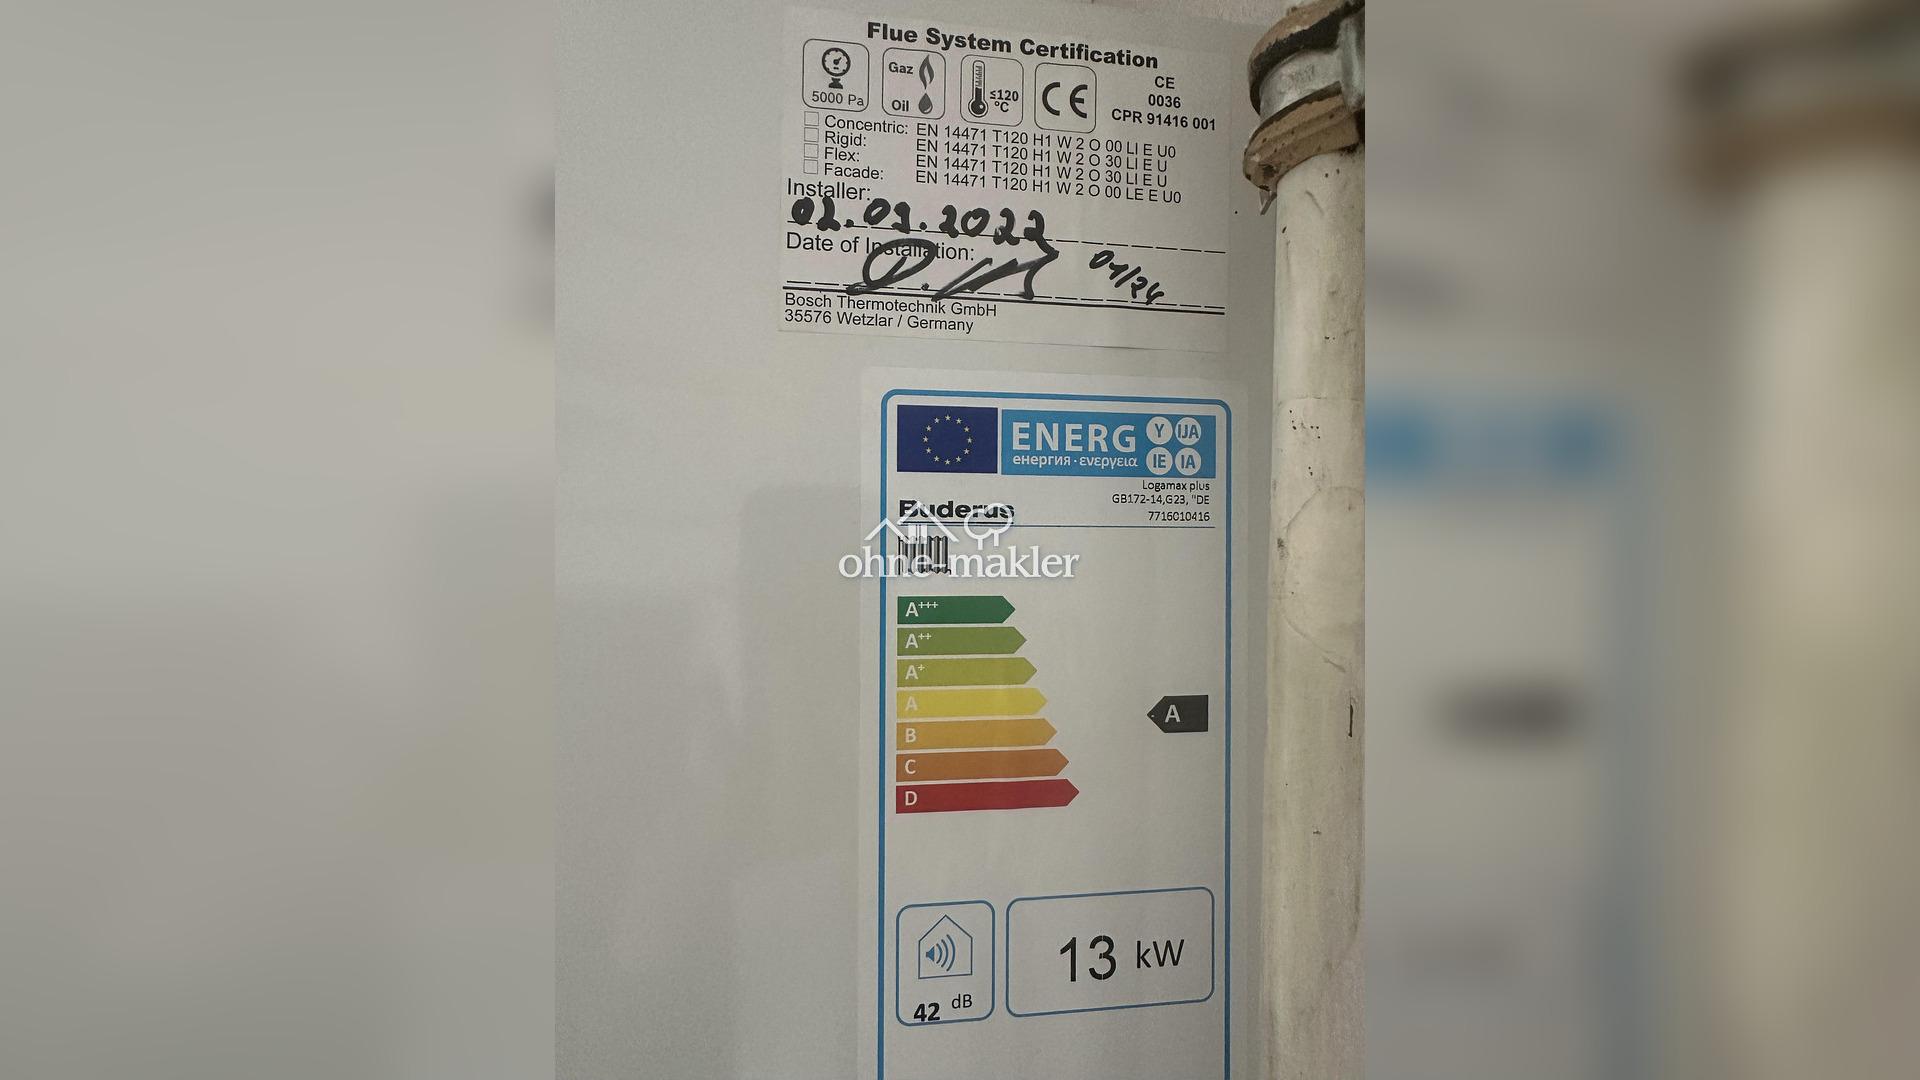 Flue System Certification
5000 Pa
Gaz
Oil
≤120 °C
CE
CE
0036
CPR 91416 001
Concentric: EN 14471 T120 H1 W 2 O 00 LI E U0
Rigid: EN 14471 T120 H1 W 2 O 30 LI E U
Flex: EN 14471 T120 H1 W 2 O 30 LI E U
Facade: EN 14471 T120 H1 W 2 O 00 LE E U0
Installer:
02.09.2022
Date of Installation:
01/24
Bosch Thermotechnik GmbH
35576 Wetzlar / Germany
ENERG Y IJA
енергия · ενεργεια IE IA
Logamax plus
GB172-14,G23, "DE
7716010416
Buderus
ohne-makler
A+++
A++
A+
A
B
C
D
A
42 dB
13 kW